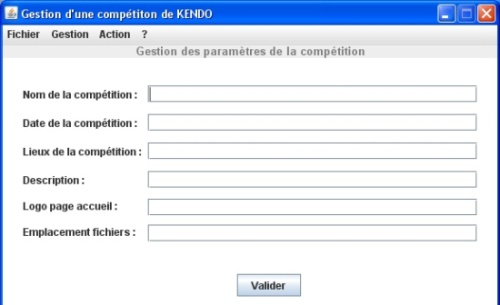 Gestion d'une compétiton de KENDO
Fichier Gestion Action ?
Gestion des paramètres de la compétition
Nom de la compétition :
Date de la compétition :
Lieux de la compétition :
Description :
Logo page accueil :
Emplacement fichiers :
Valider